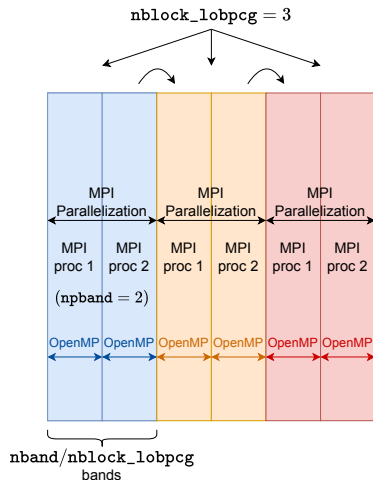 nblock_lobpcg = 3
MPI MPI MPI
Parallelization Parallelization Parallelization
MPI MPI MPI MPI MPI MPI
proc 1 proc 2 proc 1 proc 2 proc 1 proc 2
(npband = 2)
OpenMP OpenMP OpenMP OpenMP OpenMP OpenMP
nband/nblock_lobpcg
bands